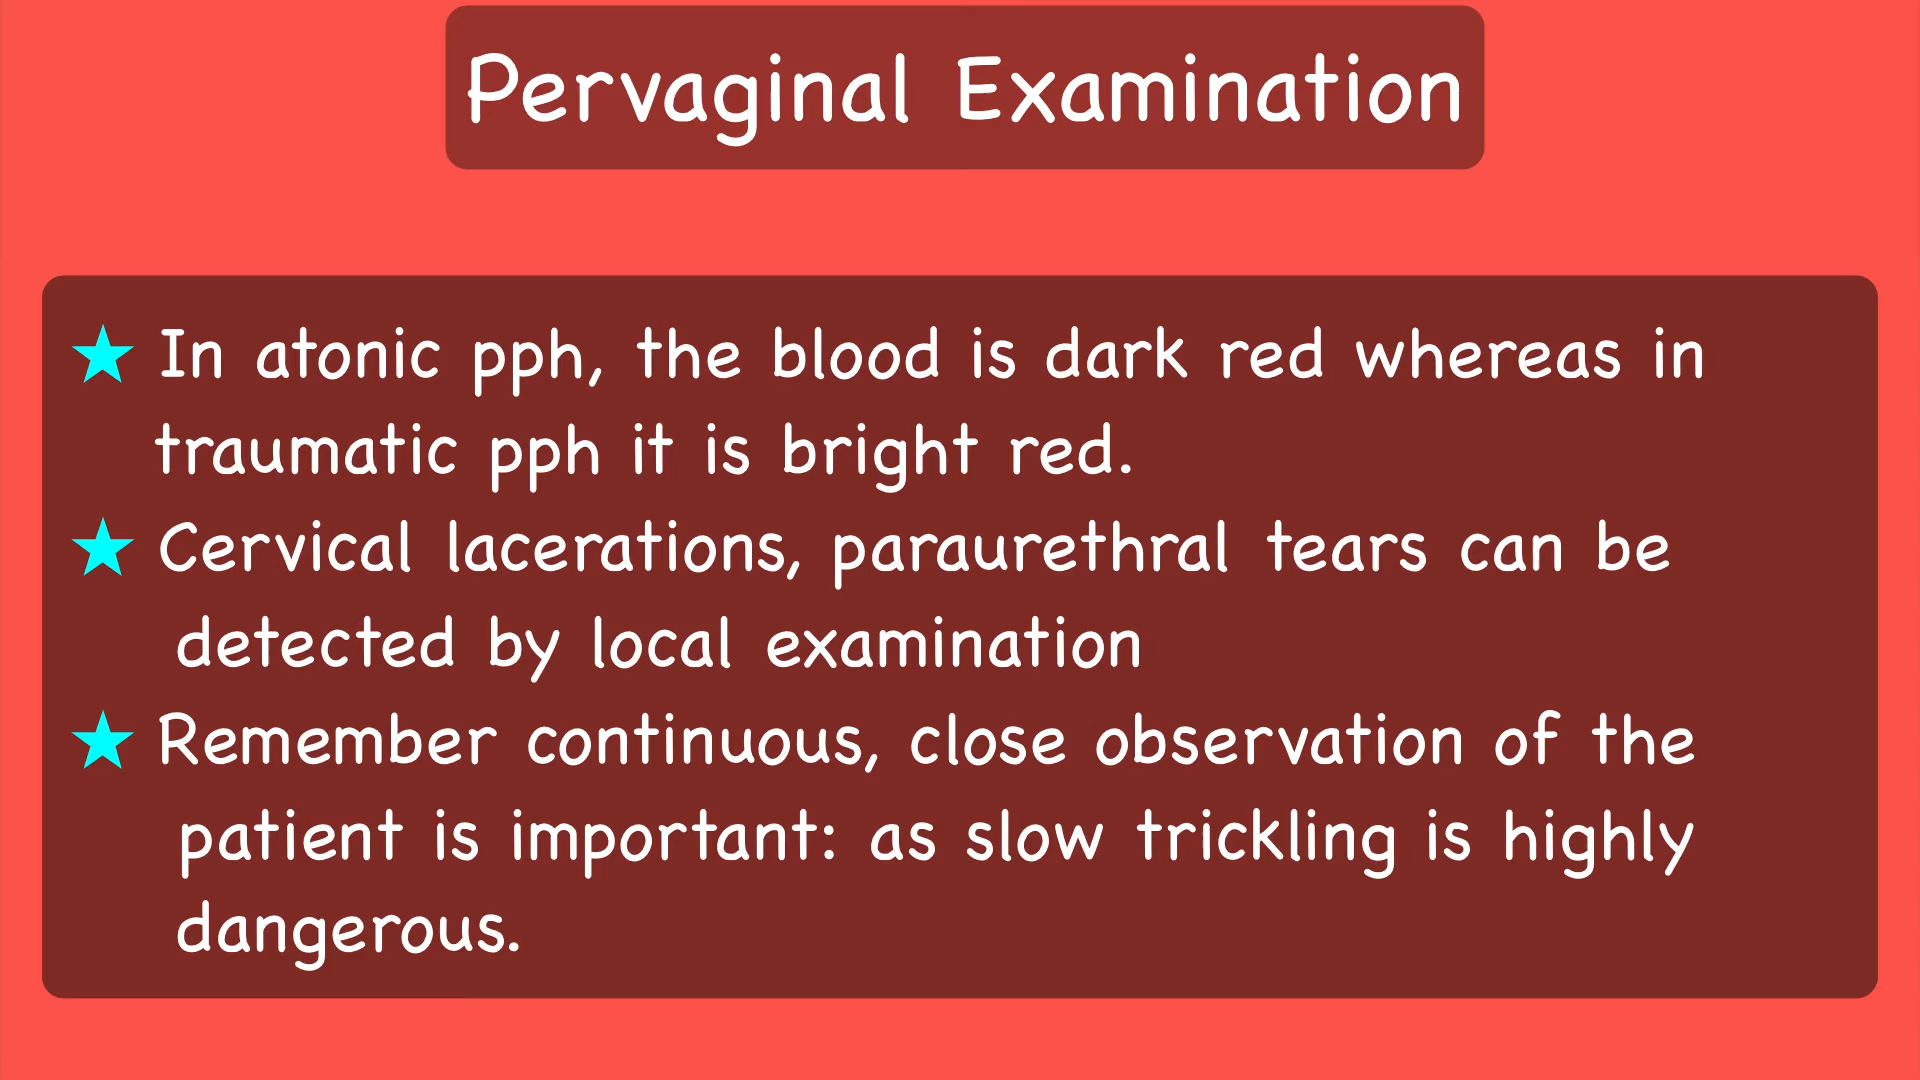 Pervaginal Examination
In atonic pph, the blood is dark red whereas in
traumatic pph it is bright red.
Cervical lacerations, paraurethral tears can be
detected by local examination
Remember continuous, close observation of the
patient is important: as slow trickling is highly
dangerous.